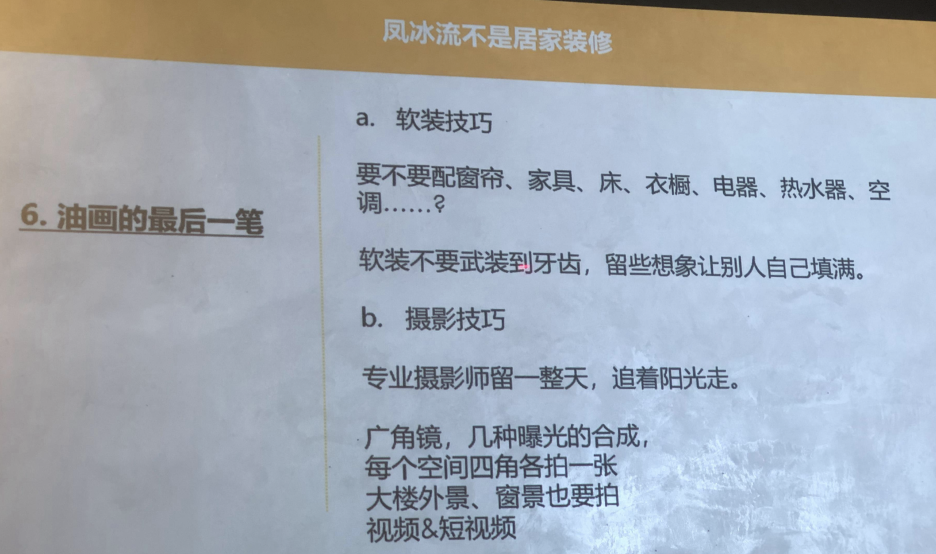 凤冰流不是居家装修
6. 油画的最后一笔
a. 软装技巧
要不要配窗帘、家具、床、衣橱、电器、热水器、空
调……?
软装不要武装到牙齿，留些想象让别人自己填满。
b. 摄影技巧
专业摄影师留一整天，追着阳光走。
广角镜，几种曝光的合成，
每个空间四角各拍一张
大楼外景、窗景也要拍
视频&短视频